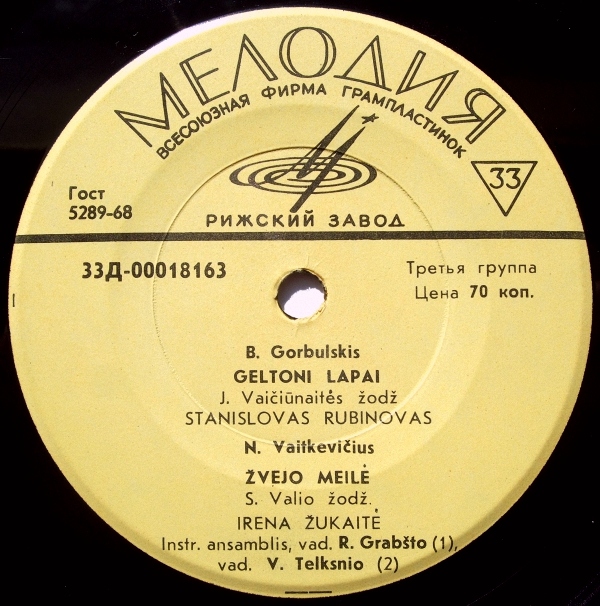 МЕЛОДИЯ
ВСЕСОЮЗНАЯ ФИРМА ГРАМПЛАСТИНОК
33
Гост
5289-68
РИЖСКИЙ ЗАВОД
33Д-00018163
Третья группа
Цена 70 коп.
B. Gorbulskis
GELTONI LAPAI
J. Vaičiūnaitės žodž
STANISLOVAS RUBINOVAS
N. Vaitkevičius
ŽVEJO MEILĖ
S. Valio žodž.
IRENA ŽUKAITĖ
Instr. ansamblis, vad. R. Grabšto (1),
vad. V. Telksnio (2)